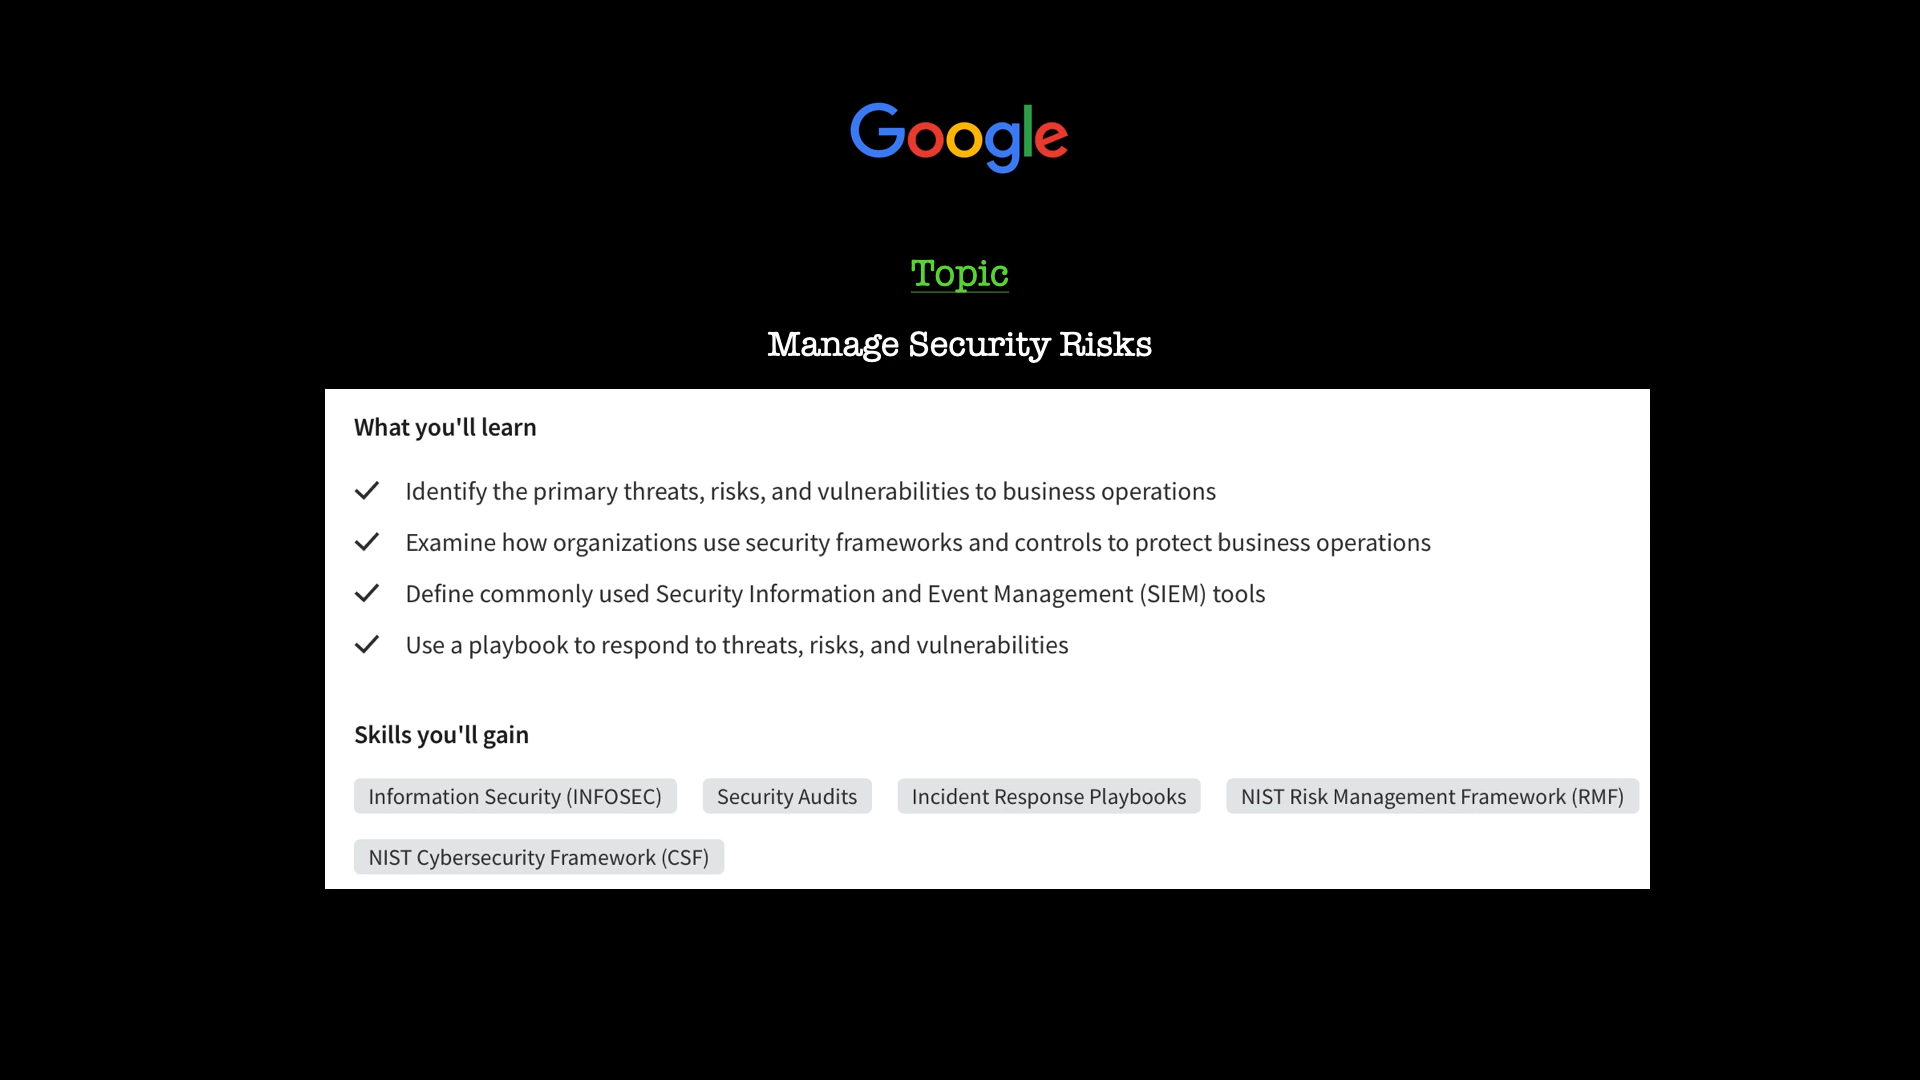 Google
Topic
Manage Security Risks
What you'll learn
Identify the primary threats, risks, and vulnerabilities to business operations
Examine how organizations use security frameworks and controls to protect business operations
Define commonly used Security Information and Event Management (SIEM) tools
Use a playbook to respond to threats, risks, and vulnerabilities
Skills you'll gain
Information Security (INFOSEC) Security Audits Incident Response Playbooks NIST Risk Management Framework (RMF)
NIST Cybersecurity Framework (CSF)